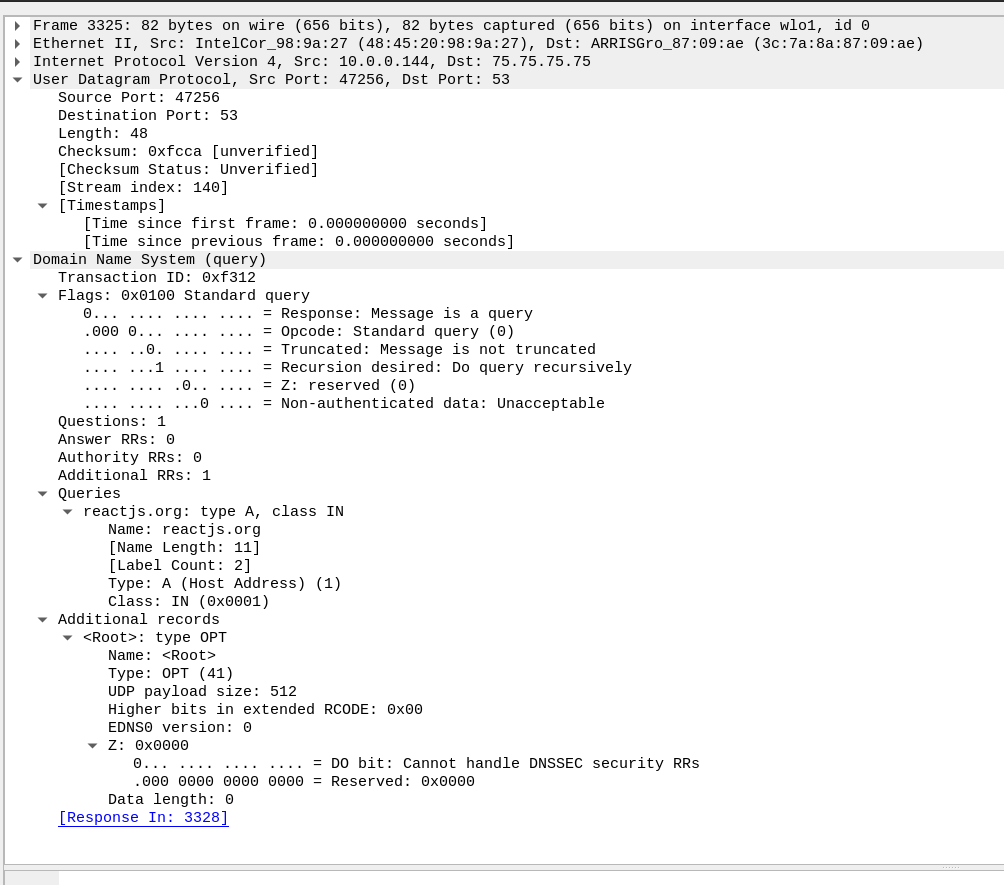 Frame 3325: 82 bytes on wire (656 bits), 82 bytes captured (656 bits) on interface wlo1, id 0
Ethernet II, Src: IntelCor_98:9a:27 (48:45:20:98:9a:27), Dst: ARRISGro_87:09:ae (3c:7a:8a:87:09:ae)
Internet Protocol Version 4, Src: 10.0.0.144, Dst: 75.75.75.75
User Datagram Protocol, Src Port: 47256, Dst Port: 53
Source Port: 47256
Destination Port: 53
Length: 48
Checksum: 0xfcca [unverified]
[Checksum Status: Unverified]
[Stream index: 140]
[Timestamps]
[Time since first frame: 0.000000000 seconds]
[Time since previous frame: 0.000000000 seconds]
Domain Name System (query)
Transaction ID: 0xf312
Flags: 0x0100 Standard query
0... .... .... .... = Response: Message is a query
.000 0... .... .... = Opcode: Standard query (0)
.... ..0. .... .... = Truncated: Message is not truncated
.... ...1 .... .... = Recursion desired: Do query recursively
.... .... .0.. .... = Z: reserved (0)
.... .... ...0 .... = Non-authenticated data: Unacceptable
Questions: 1
Answer RRs: 0
Authority RRs: 0
Additional RRs: 1
Queries
reactjs.org: type A, class IN
Name: reactjs.org
[Name Length: 11]
[Label Count: 2]
Type: A (Host Address) (1)
Class: IN (0x0001)
Additional records
<Root>: type OPT
Name: <Root>
Type: OPT (41)
UDP payload size: 512
Higher bits in extended RCODE: 0x00
EDNS0 version: 0
Z: 0x0000
0... .... .... .... = DO bit: Cannot handle DNSSEC security RRs
.000 0000 0000 0000 = Reserved: 0x0000
Data length: 0
[Response In: 3328]